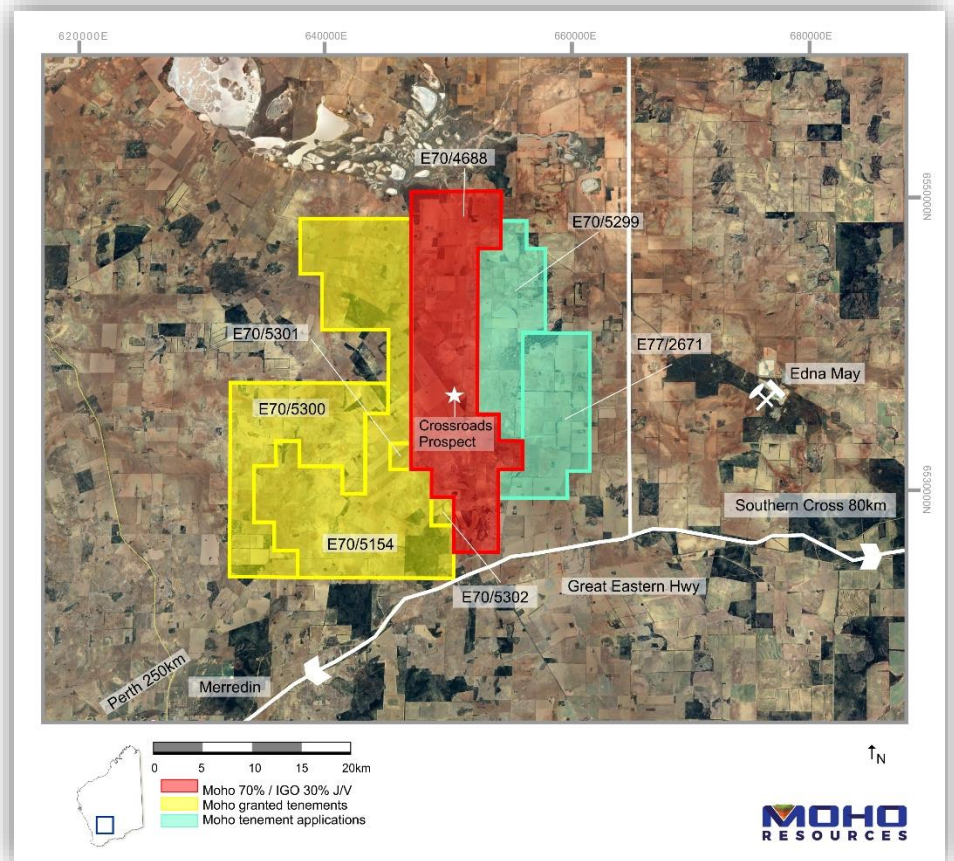 620000E
640000E
660000E
680000E
E70/4688
6550000N
E70/5299
E70/5301
E77/2671
Edna May
E70/5300
Crossroads
Prospect
6530000N
Southern Cross 80km
E70/5154
E70/5302
Great Eastern Hwy
Perth 250km
Merredin
0 5 10 15 20km
Moho 70% / IGO 30% J/V
Moho granted tenements
Moho tenement applications
N
MOHO
RESOURCES